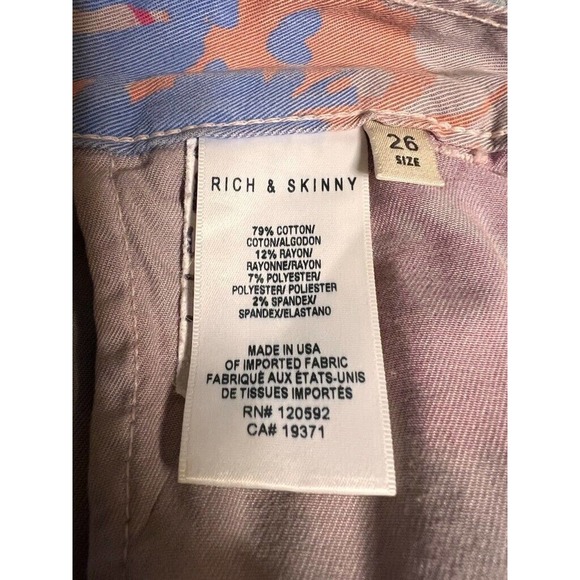 26
SIZE
RICH & SKINNY
79% COTTON/
COTON/ALGODON
12% RAYON/
RAYONNE/RAYON
7% POLYESTER/
POLYESTER/ POLIESTER
2% SPANDEX/
SPANDEX/ELASTANO
MADE IN USA
OF IMPORTED FABRIC
FABRIQUÉ AUX ÉTATS-UNIS
DE TISSUES IMPORTÉS
RN# 120592
CA# 19371